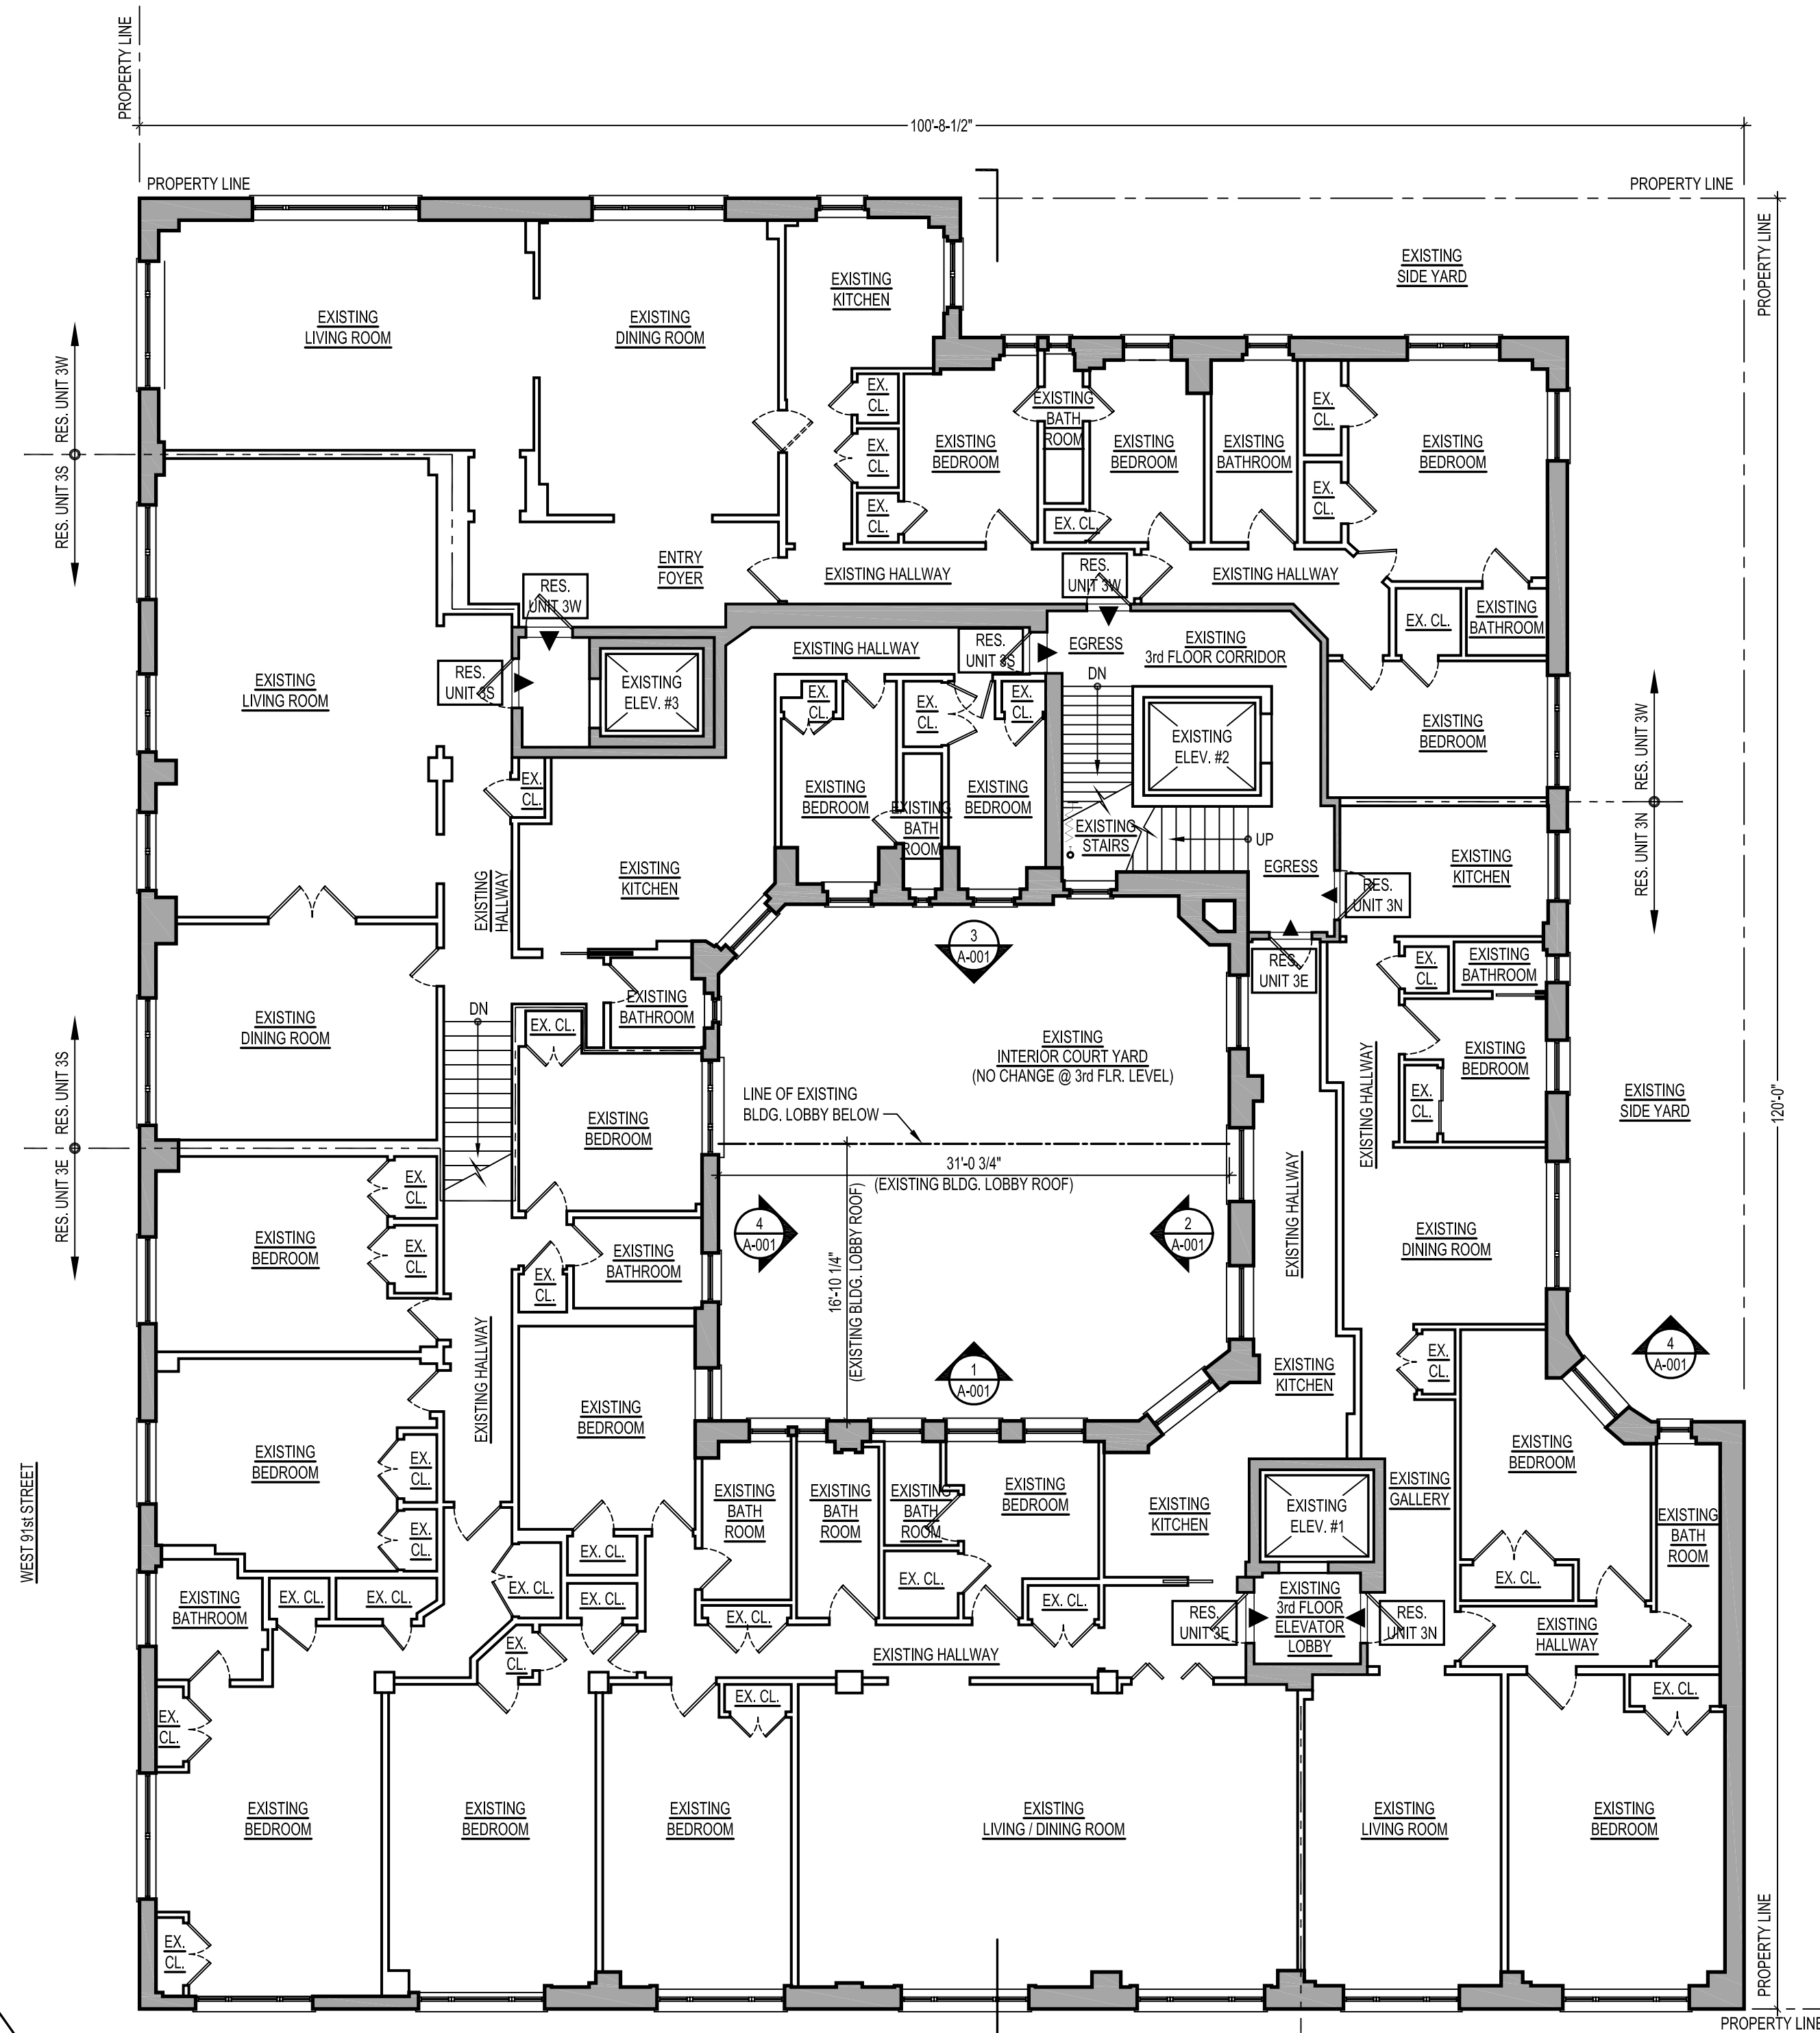 PROPERTY LINE
100'-8-1/2"
PROPERTY LINE
PROPERTY LINE
PROPERTY LINE
EXISTING
SIDE YARD
EXISTING
KITCHEN
EXISTING
LIVING ROOM
EXISTING
DINING ROOM
RES. UNIT 3W
RES. UNIT 3S
EX.
CL.
EX.
CL.
EX.
CL.
EXISTING
BEDROOM
EXISTING
BATH
ROOM
EX. CL.
EXISTING
BEDROOM
EXISTING
BATHROOM
EX.
CL.
EX.
CL.
EXISTING
BEDROOM
ENTRY
FOYER
EXISTING HALLWAY
RES.
UNIT 3W
EXISTING HALLWAY
RES.
UNIT 3W
EX. CL.
EXISTING
BATHROOM
EXISTING HALLWAY
RES.
UNIT 3S
EGRESS
EXISTING
3rd FLOOR CORRIDOR
RES.
UNIT 3S
EXISTING
ELEV. #3
EXISTING
LIVING ROOM
EX.
CL.
EX.
CL.
EX.
CL.
DN
EXISTING
ELEV. #2
EXISTING
BEDROOM
RES. UNIT 3W
RES. UNIT 3N
EX.
CL.
EXISTING
BEDROOM
EXISTING
BATH
ROOM
EXISTING
BEDROOM
EXISTING
STAIRS
UP
EGRESS
EXISTING
KITCHEN
EXISTING
KITCHEN
RES.
UNIT 3N
EXISTING
HALLWAY
3
A-001
RES.
UNIT 3E
EX.
CL.
EXISTING
BATHROOM
EXISTING
BATHROOM
DN
EX. CL.
EXISTING
DINING ROOM
EXISTING
INTERIOR COURT YARD
(NO CHANGE @ 3rd FLR. LEVEL)
EXISTING HALLWAY
EXISTING
BEDROOM
EX.
CL.
EXISTING
SIDE YARD
120'-0"
LINE OF EXISTING
BLDG. LOBBY BELOW
EXISTING
BEDROOM
RES. UNIT 3S
RES. UNIT 3E
31'-0 3/4"
(EXISTING BLDG. LOBBY ROOF)
16'-10 1/4"
(EXISTING BLDG. LOBBY ROOF)
EX.
CL.
EX.
CL.
EXISTING
BEDROOM
4
A-001
2
A-001
EXISTING HALLWAY
EXISTING
DINING ROOM
EXISTING
BATHROOM
EX.
CL.
EXISTING HALLWAY
1
A-001
EXISTING
KITCHEN
EX.
CL.
4
A-001
EXISTING
BEDROOM
EXISTING
BEDROOM
EX.
CL.
EX.
CL.
EXISTING
BEDROOM
WEST 91st STREET
EXISTING
BATH
ROOM
EXISTING
BATH
ROOM
EXISTING
BATH
ROOM
EXISTING
BEDROOM
EXISTING
KITCHEN
EXISTING
ELEV. #1
EXISTING
GALLERY
EXISTING
BATH
ROOM
EX. CL.
EX. CL.
EX. CL.
EX. CL.
EX. CL.
EXISTING
BATHROOM
EX. CL.
EX. CL.
EX. CL.
EX. CL.
EXISTING
3rd FLOOR
ELEVATOR
LOBBY
RES.
UNIT 3E
RES.
UNIT 3N
EXISTING
HALLWAY
EX.
CL.
EXISTING HALLWAY
EX.
CL.
EX. CL.
EX. CL.
EXISTING
BEDROOM
EXISTING
BEDROOM
EXISTING
BEDROOM
EXISTING
LIVING / DINING ROOM
EXISTING
LIVING ROOM
EXISTING
BEDROOM
EX.
CL.
PROPERTY LINE
PROPERTY LINE